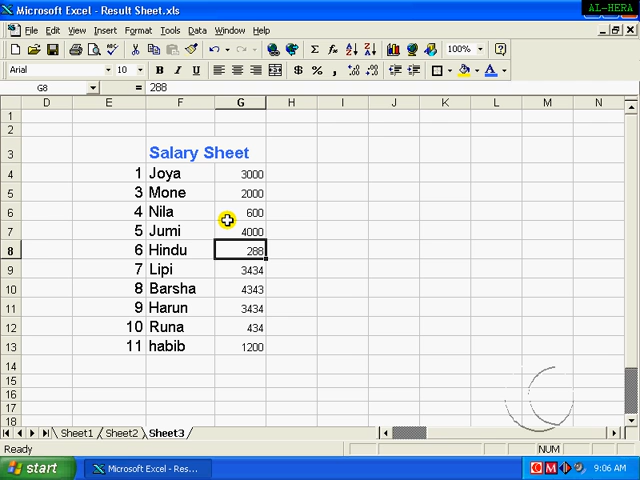 Microsoft Excel - Result Sheet.xls
AL-HERA
File Edit View Insert Format Tools Data Window Help
Σ 100%
Arial 10 B I U $ % , A
G8 = 288
D E F G H I J K L M N
1
2
3 Salary Sheet
4 1 Joya 3000
5 3 Mone 2000
6 4 Nila 600
7 5 Jumi 4000
8 6 Hindu 288
9 7 Lipi 3434
10 8 Barsha 4343
11 9 Harun 3434
12 10 Runa 434
13 11 habib 1200
14
15
16
17
18
Sheet1 Sheet2 Sheet3
Ready NUM
start Microsoft Excel - Res... 9:06 AM